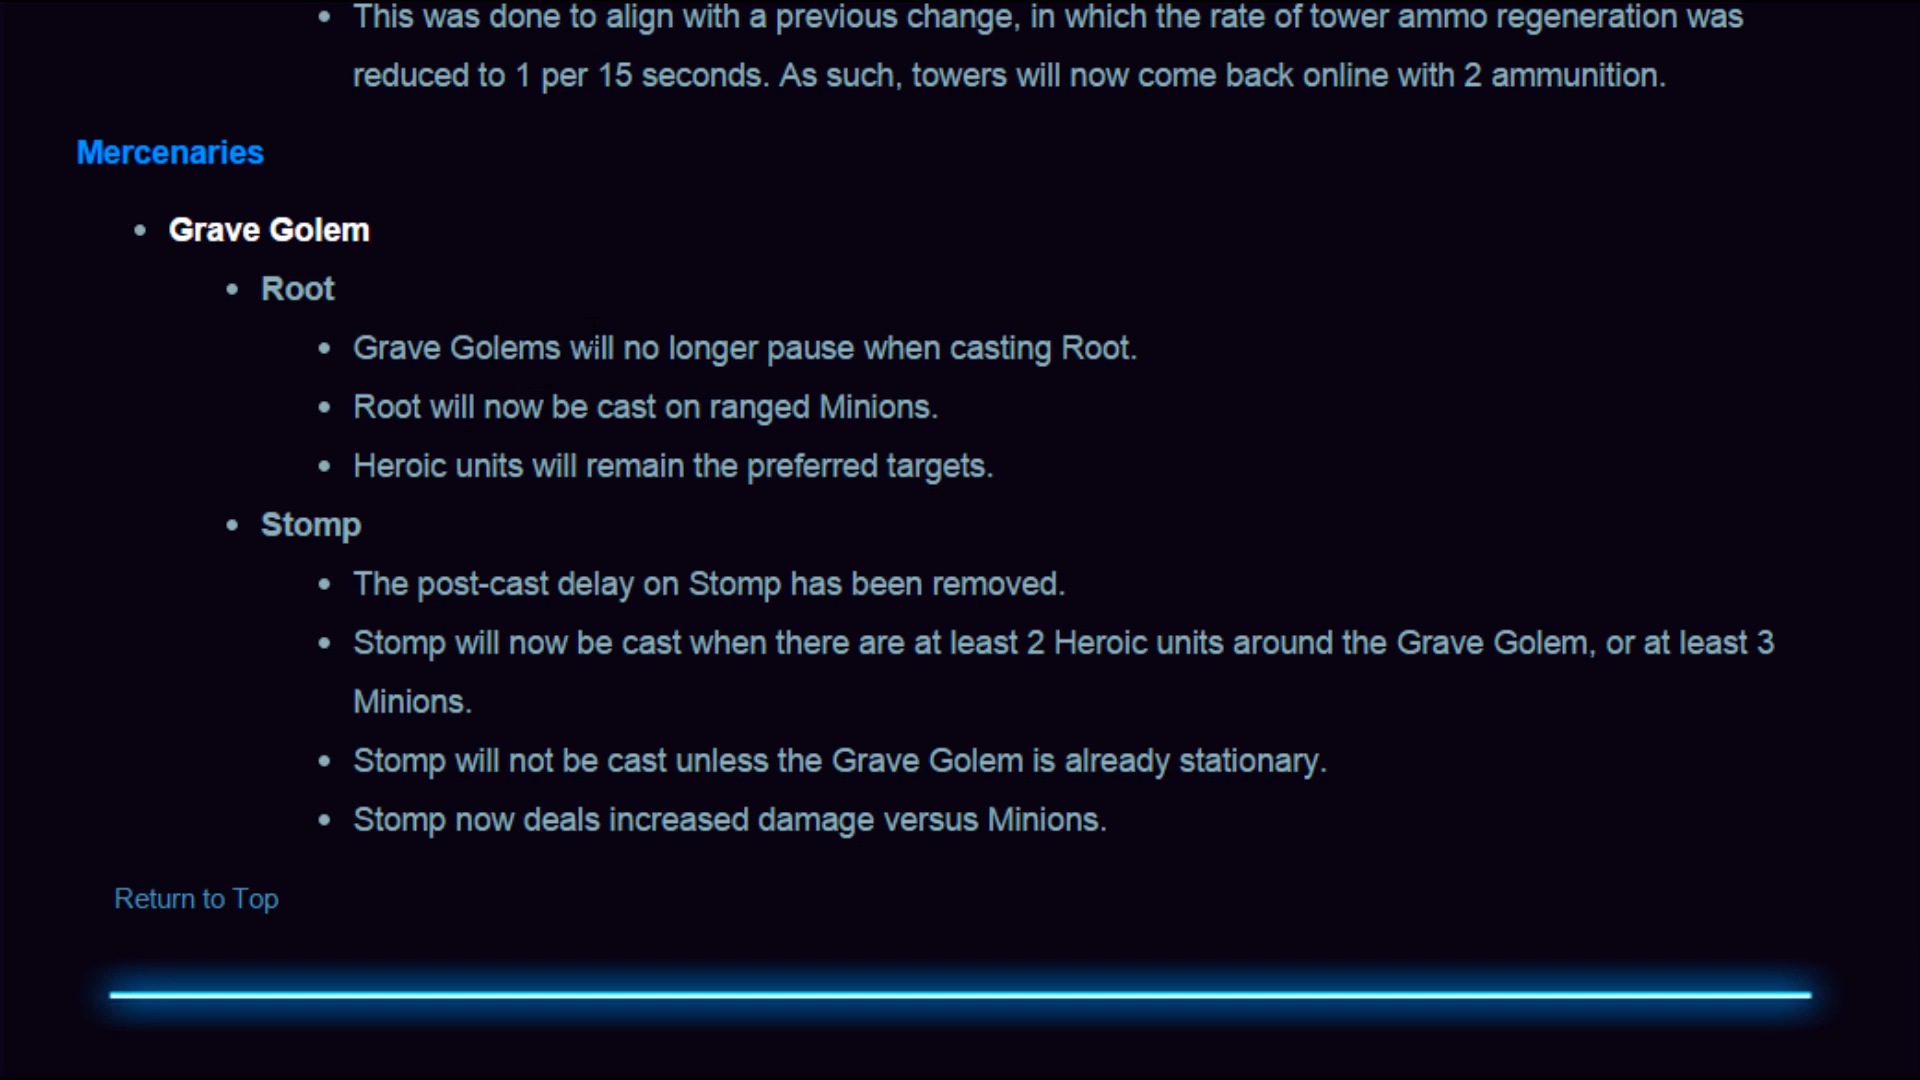 This was done to align with a previous change, in which the rate of tower ammo regeneration was
reduced to 1 per 15 seconds. As such, towers will now come back online with 2 ammunition.
Mercenaries
Grave Golem
Root
Grave Golems will no longer pause when casting Root.
Root will now be cast on ranged Minions.
Heroic units will remain the preferred targets.
Stomp
The post-cast delay on Stomp has been removed.
Stomp will now be cast when there are at least 2 Heroic units around the Grave Golem, or at least 3
Minions.
Stomp will not be cast unless the Grave Golem is already stationary.
Stomp now deals increased damage versus Minions.
Return to Top